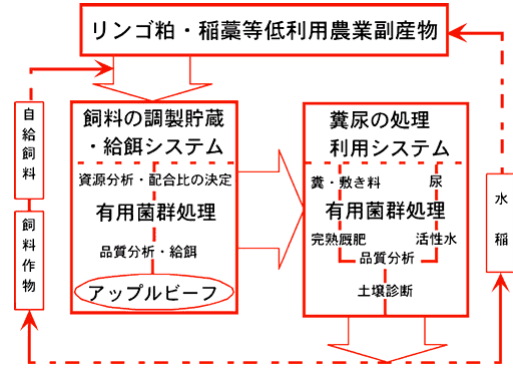 リンゴ粕・稲藁等低利用農業副産物
飼料の調製貯蔵
・給餌システム
資源分析・配合比の決定
有用菌群処理
品質分析・給餌
アップルビーフ
糞尿の処理
利用システム
糞・敷き料
尿
有用菌群処理
完熟厩肥
活性水
品質分析
土壌診断
自給飼料
飼料作物
水稲